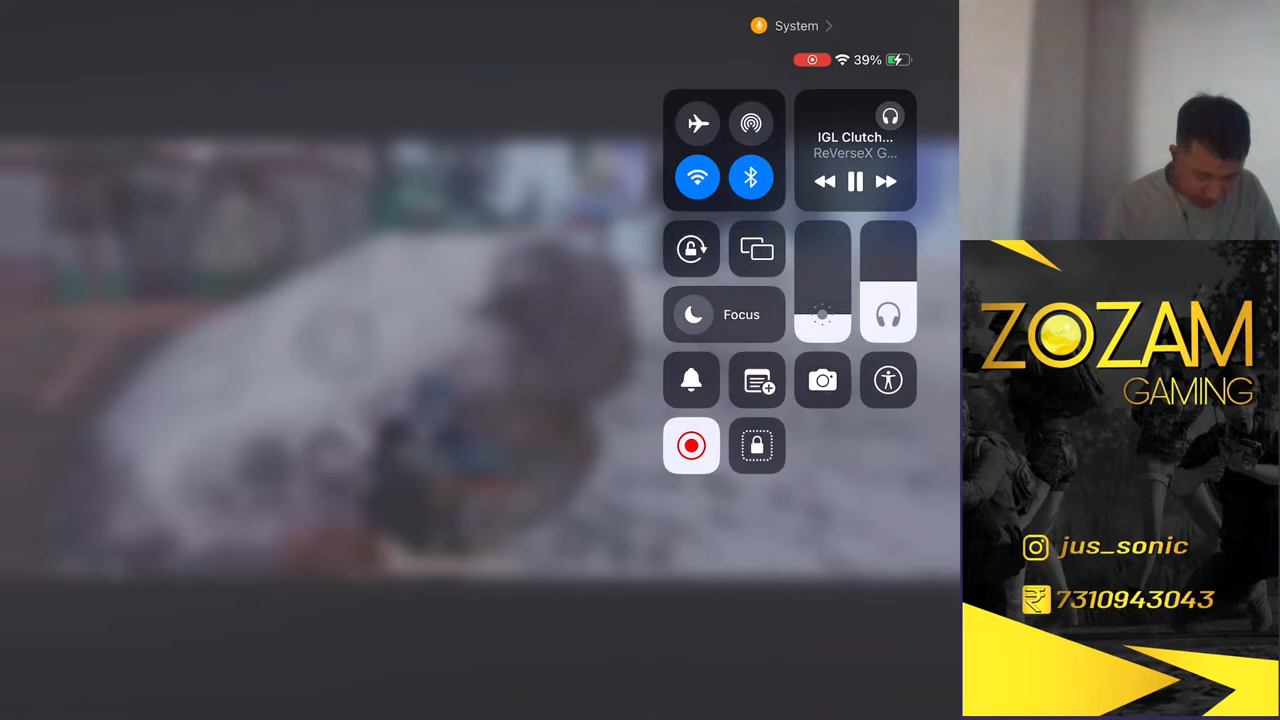 System
39%
IGL Clutch...
ReVerseX G...
Focus
ZOZAM
GAMING
jus_sonic
7310943043